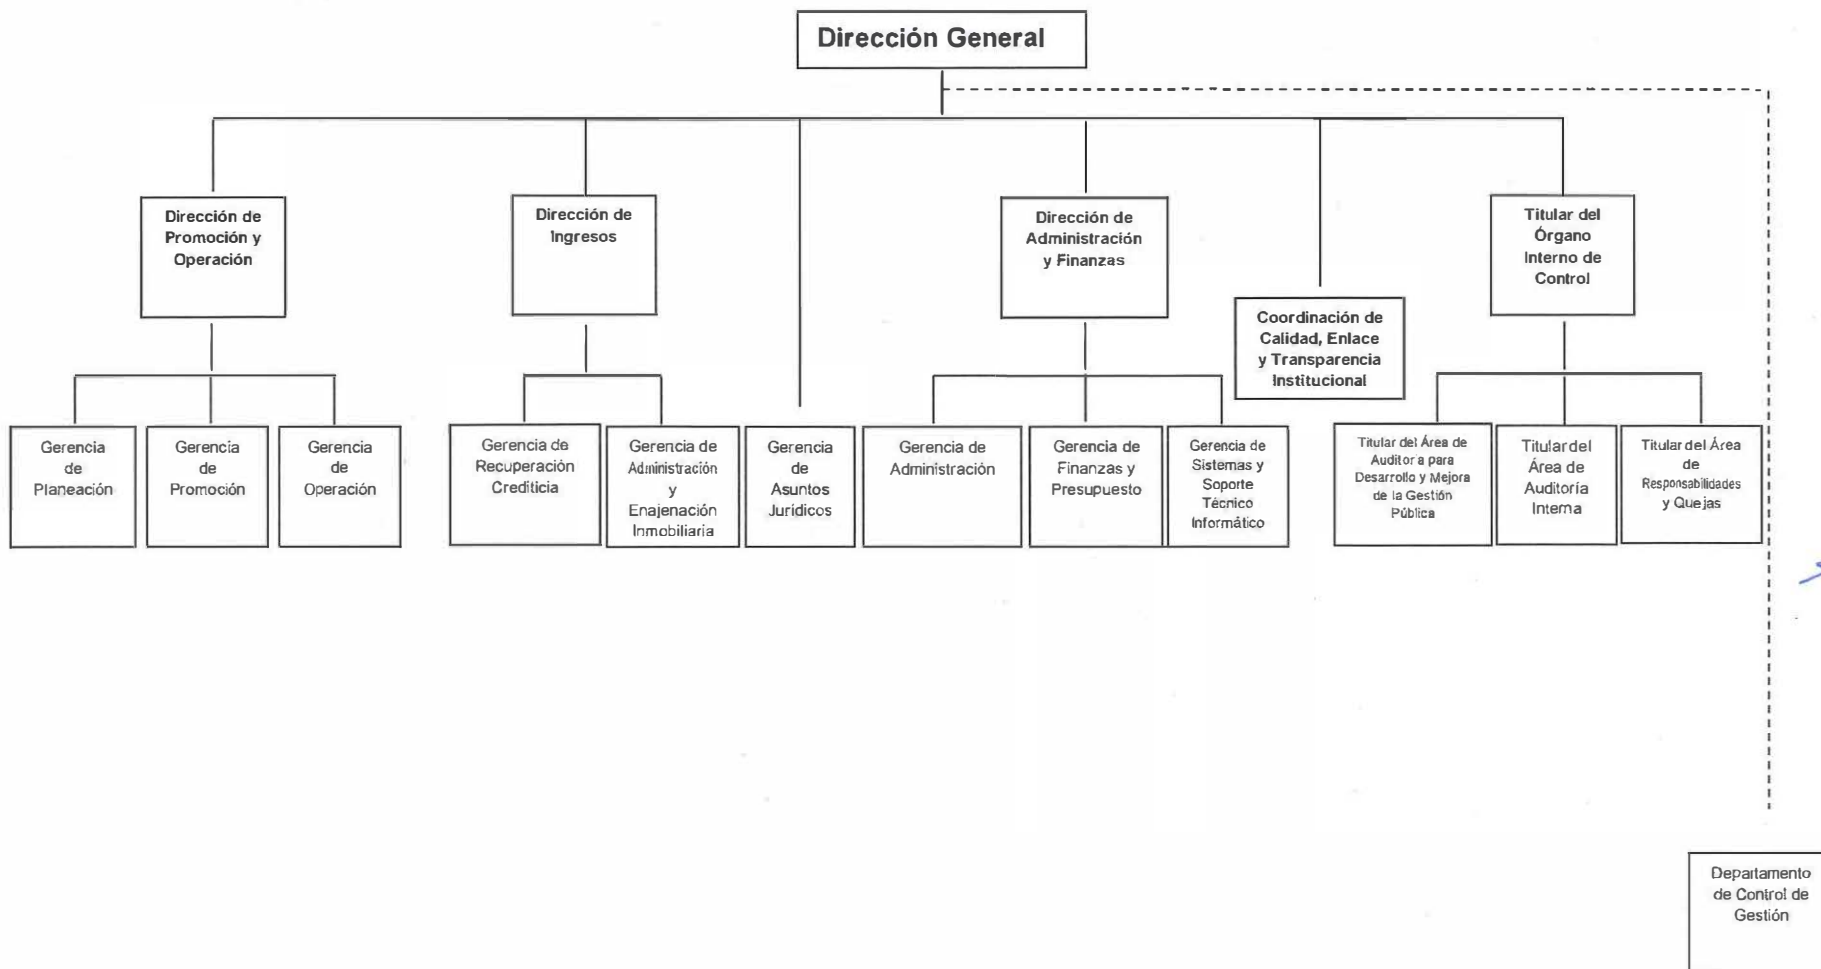 Dirección General
Dirección de
Promoción y
Operación
Dirección de
Ingresos
Dirección de
Administración
y Finanzas
Titular del
Órgano
Interno de
Control
Coordinación de
Calidad, Enlace
y Transparencia
Institucional
Gerencia
de
Planeación
Gerencia
de
Promoción
Gerencia
de
Operación
Gerencia de
Recuperación
Crediticia
Gerencia de
Administración
y
Enajenación
Inmobiliaria
Gerencia
de
Asuntos
Jurídicos
Gerencia de
Administración
Gerencia de
Finanzas y
Presupuesto
Gerencia de
Sistemas y
Soporte
Técnico
Informático
Titular del Área de
Auditoría para
Desarrollo y Mejora
de la Gestión
Pública
Titular del
Área de
Auditoría
Interna
Titular del Área
de
Responsabilidades
y Quejas
Departamento
de Control de
Gestión